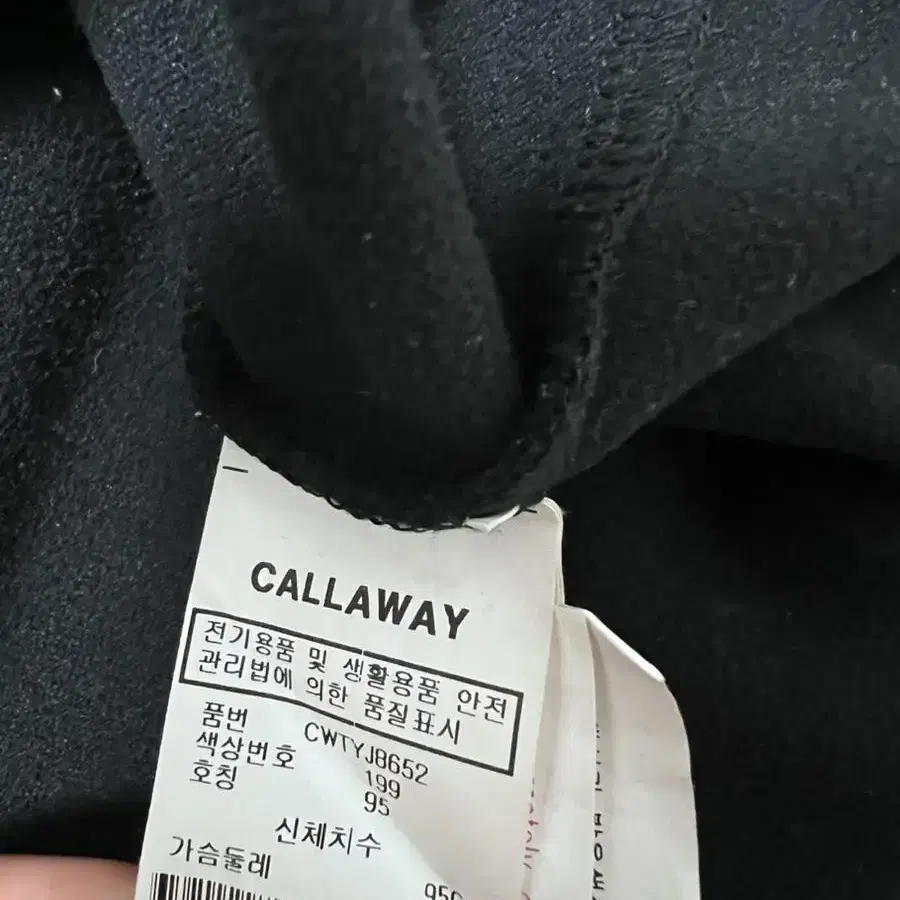 CALLAWAY
전기용품 및 생활용품 안전
관리법에 의한 품질표시
품번 CWTYJ8652
색상번호 199
호칭 95
신체치수
가슴둘레